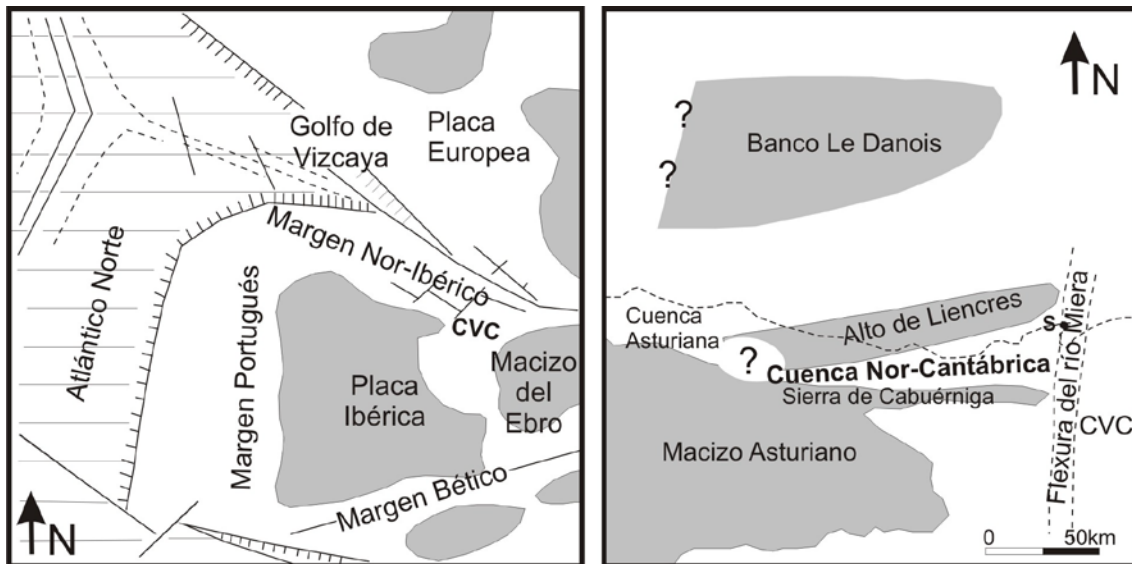 Golfo de
Vizcaya
Placa
Europea
Margen Nor-Ibérico
Atlántico Norte
Margen Portugués
CVC
Placa
Ibérica
Macizo
del
Ebro
Margen Bético
N
N
?
?
Banco Le Danois
Cuenca
Asturiana
Alto de Liencres
S
?
Cuenca Nor-Cantábrica
Sierra de Cabuérniga
Flexura del río Miera
CVC
Macizo Asturiano
0 50km